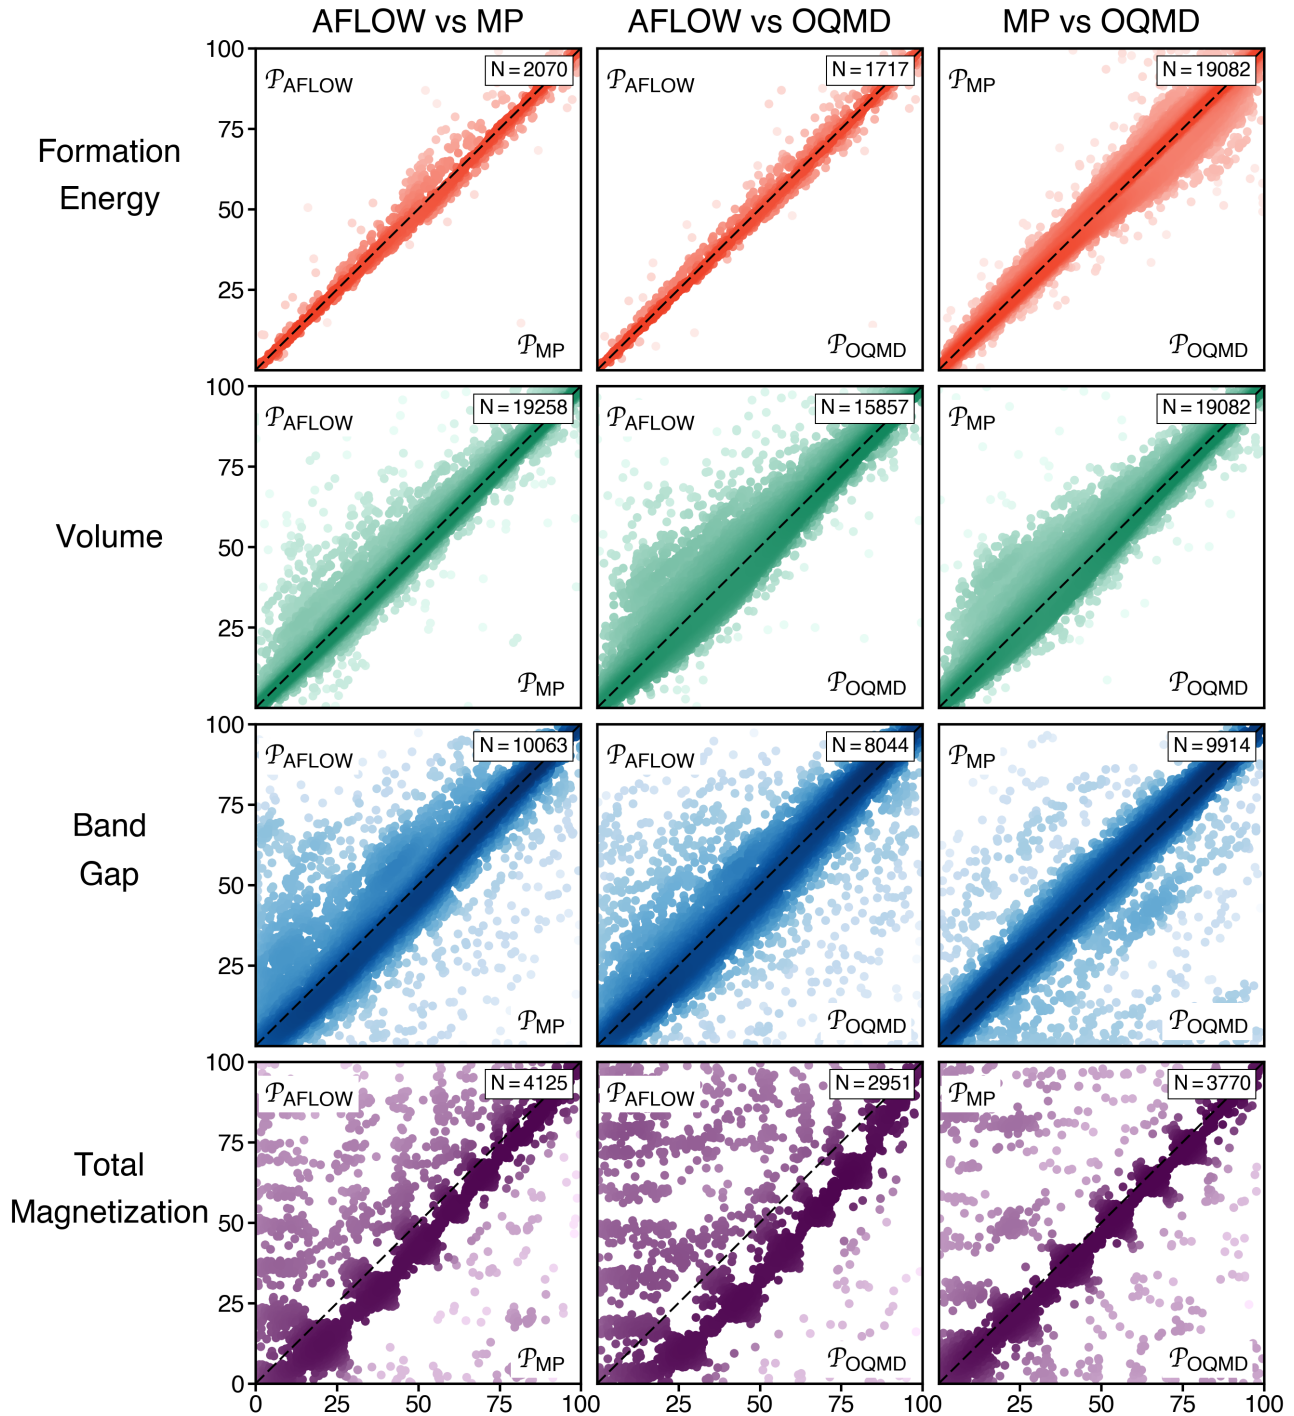 AFLOW vs MP
AFLOW vs OQMD
MP vs OQMD
Formation
Energy
100
75
50
25
𝒫AFLOW
N = 2070
𝒫MP
𝒫AFLOW
N = 1717
𝒫OQMD
𝒫MP
N = 19082
𝒫OQMD
Volume
100
75
50
25
𝒫AFLOW
N = 19258
𝒫MP
𝒫AFLOW
N = 15857
𝒫OQMD
𝒫MP
N = 19082
𝒫OQMD
Band
Gap
100
75
50
25
𝒫AFLOW
N = 10063
𝒫MP
𝒫AFLOW
N = 8044
𝒫OQMD
𝒫MP
N = 9914
𝒫OQMD
Total
Magnetization
100
75
50
25
0
𝒫AFLOW
N = 4125
𝒫MP
𝒫AFLOW
N = 2951
𝒫OQMD
𝒫MP
N = 3770
𝒫OQMD
0 25 50 75 100 25 50 75 100 25 50 75 100